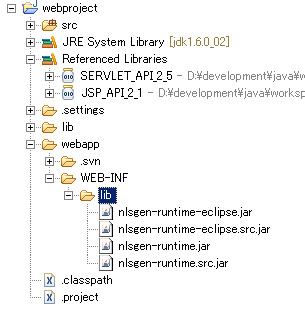 webproject
src
JRE System Library [jdk1.6.0_02]
Referenced Libraries
SERVLET_API_2_5 - D:¥development¥java¥w
JSP_API_2_1 - D:¥development¥java¥worksp
.settings
lib
webapp
.svn
WEB-INF
lib
nlsgen-runtime-eclipse.jar
nlsgen-runtime-eclipse.src.jar
nlsgen-runtime.jar
nlsgen-runtime.src.jar
.classpath
.project